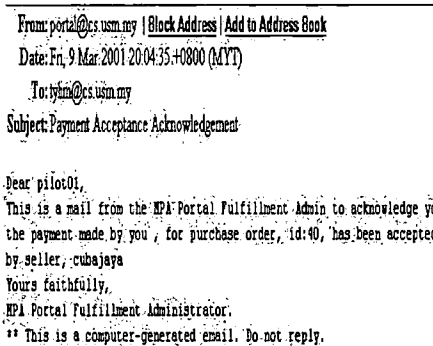 From: portal@cs.usm.my | Block Address | Add to Address Book
Date: Fri, 9 Mar 2001 20:04:35 +0800 (MYT)
To: tyhm@cs.usm.my
Subject: Payment Acceptance Acknowledgement
Dear pilot01,
This is a mail from the MPA Portal Fulfillment Admin to acknowledge yo
the payment made by you , for purchase order, id:40, has been accepted
by seller, cubajaya
Yours faithfully,
MPA Portal Fulfillment Administrator.
** This is a computer-generated email. Do not reply.